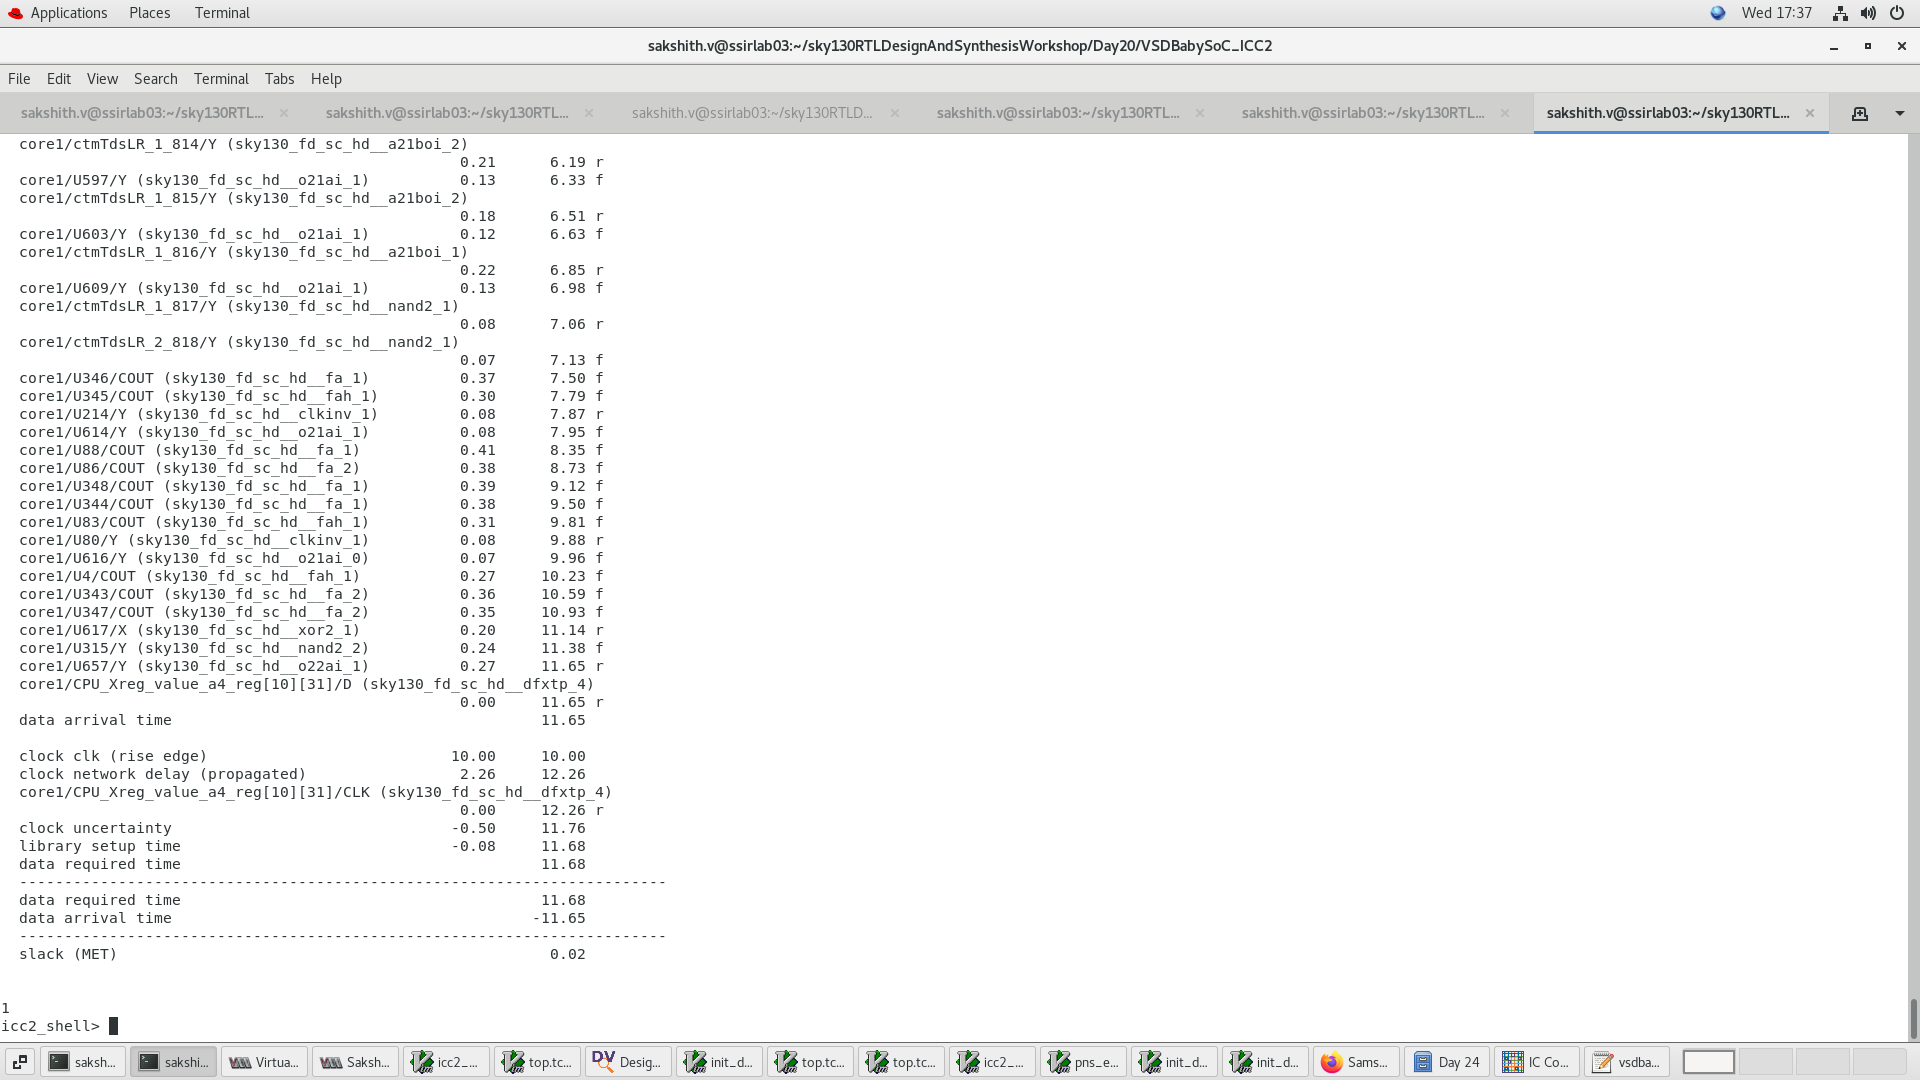 Applications Places Terminal Wed 17:37
sakshith.v@ssirlab03:~/sky130RTLDesignAndSynthesisWorkshop/Day20/VSDBabySoC_ICC2
File Edit View Search Terminal Tabs Help
sakshith.v@ssirlab03:~/sky130RTL... sakshith.v@ssirlab03:~/sky130RTL... sakshith.v@ssirlab03:~/sky130RTLD... sakshith.v@ssirlab03:~/sky130RTL... sakshith.v@ssirlab03:~/sky130RTL... sakshith.v@ssirlab03:~/sky130RTL...
core1/ctmTdsLR_1_814/Y (sky130_fd_sc_hd__a21boi_2)
0.21 6.19 r
core1/U597/Y (sky130_fd_sc_hd__o21ai_1) 0.13 6.33 f
core1/ctmTdsLR_1_815/Y (sky130_fd_sc_hd__a21boi_2)
0.18 6.51 r
core1/U603/Y (sky130_fd_sc_hd__o21ai_1) 0.12 6.63 f
core1/ctmTdsLR_1_816/Y (sky130_fd_sc_hd__a21boi_1)
0.22 6.85 r
core1/U609/Y (sky130_fd_sc_hd__o21ai_1) 0.13 6.98 f
core1/ctmTdsLR_1_817/Y (sky130_fd_sc_hd__nand2_1)
0.08 7.06 r
core1/ctmTdsLR_2_818/Y (sky130_fd_sc_hd__nand2_1)
0.07 7.13 f
core1/U346/COUT (sky130_fd_sc_hd__fa_1) 0.37 7.50 f
core1/U345/COUT (sky130_fd_sc_hd__fah_1) 0.30 7.79 f
core1/U214/Y (sky130_fd_sc_hd__clkinv_1) 0.08 7.87 r
core1/U614/Y (sky130_fd_sc_hd__o21ai_1) 0.08 7.95 f
core1/U88/COUT (sky130_fd_sc_hd__fa_1) 0.41 8.35 f
core1/U86/COUT (sky130_fd_sc_hd__fa_2) 0.38 8.73 f
core1/U348/COUT (sky130_fd_sc_hd__fa_1) 0.39 9.12 f
core1/U344/COUT (sky130_fd_sc_hd__fa_1) 0.38 9.50 f
core1/U83/COUT (sky130_fd_sc_hd__fah_1) 0.31 9.81 f
core1/U80/Y (sky130_fd_sc_hd__clkinv_1) 0.08 9.88 r
core1/U616/Y (sky130_fd_sc_hd__o21ai_0) 0.07 9.96 f
core1/U4/COUT (sky130_fd_sc_hd__fah_1) 0.27 10.23 f
core1/U343/COUT (sky130_fd_sc_hd__fa_2) 0.36 10.59 f
core1/U347/COUT (sky130_fd_sc_hd__fa_2) 0.35 10.93 f
core1/U617/X (sky130_fd_sc_hd__xor2_1) 0.20 11.14 r
core1/U315/Y (sky130_fd_sc_hd__nand2_2) 0.24 11.38 f
core1/U657/Y (sky130_fd_sc_hd__o22ai_1) 0.27 11.65 r
core1/CPU_Xreg_value_a4_reg[10][31]/D (sky130_fd_sc_hd__dfxtp_4)
0.00 11.65 r
data arrival time 11.65
clock clk (rise edge) 10.00 10.00
clock network delay (propagated) 2.26 12.26
core1/CPU_Xreg_value_a4_reg[10][31]/CLK (sky130_fd_sc_hd__dfxtp_4)
0.00 12.26 r
clock uncertainty -0.50 11.76
library setup time -0.08 11.68
data required time 11.68
------------------------------------------------------------------------
data required time 11.68
data arrival time -11.65
------------------------------------------------------------------------
slack (MET) 0.02
1
icc2_shell>
saksh... sakshi... Virtua... Saksh... icc2_... top.tc... Desig... init_d... top.tc... top.tc... icc2_... pns_e... init_d... init_d... Sams... Day 24 IC Co... vsdba...